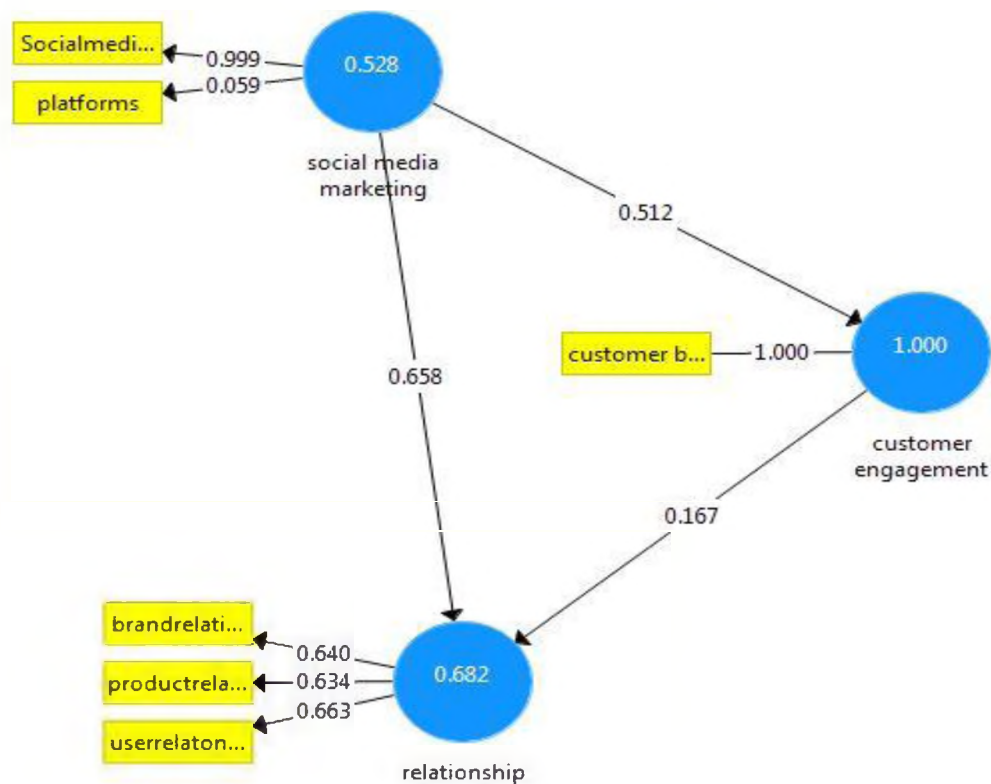 Socialmedi...
0.999
platforms
0.059
0.528
social media
marketing
0.512
customer b...
1.000
1.000
customer
engagement
0.658
0.167
brandrelati...
0.640
productrela...
0.634
userrelaton...
0.663
0.682
relationship